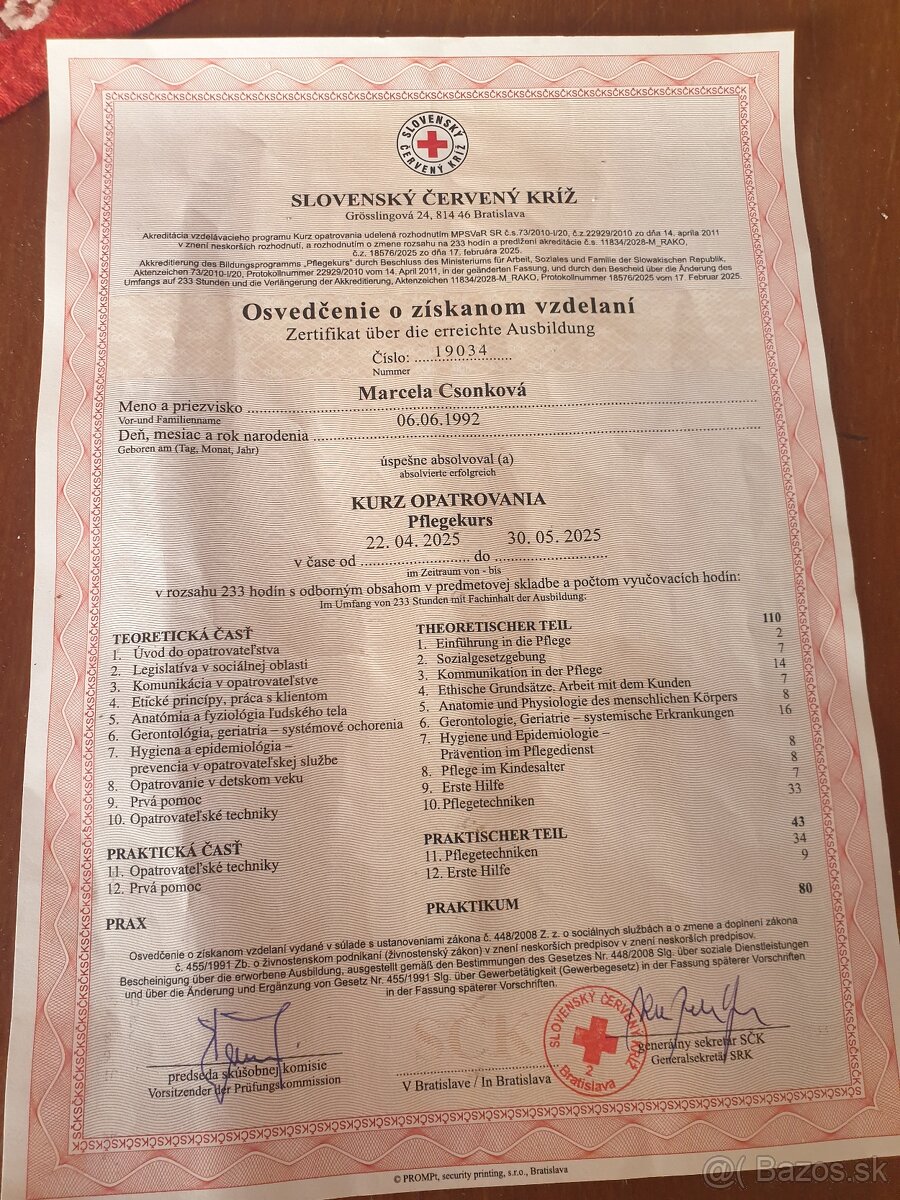 SLOVENSKÝ ČERVENÝ KRÍŽ
SLOVENSKÝ ČERVENÝ KRÍŽ
Grösslingová 24, 814 46 Bratislava
Akreditácia vzdelávacieho programu Kurz opatrovania udelená rozhodnutím MPSVaR SR č.s.73/2010-I/20, č.z.22929/2010 zo dňa 14. apríla 2011
v znení neskorších rozhodnutí, a rozhodnutím o zmene rozsahu na 233 hodín a predĺžení akreditácie č.s. 11834/2028-M_RAKO,
č.z. 18576/2025 zo dňa 17. februára 2025.
Akkreditierung des Bildungsprogramms „Pflegekurs" durch Beschluss des Ministeriums für Arbeit, Soziales und Familie der Slowakischen Republik,
Aktenzeichen 73/2010-I/20, Protokollnummer 22929/2010 vom 14. April 2011, in der geänderten Fassung, und durch den Bescheid über die Änderung des
Umfangs auf 233 Stunden und die Verlängerung der Akkreditierung, Aktenzeichen 11834/2028-M_RAKO, Protokollnummer 18576/2025 vom 17. Februar 2025.
Osvedčenie o získanom vzdelaní
Zertifikat über die erreichte Ausbildung
Číslo: 19034
Nummer
Marcela Csonková
Meno a priezvisko
Vor-und Familienname
06.06.1992
Deň, mesiac a rok narodenia
Geboren am (Tag, Monat, Jahr)
úspešne absolvoval (a)
absolvierte erfolgreich
KURZ OPATROVANIA
Pflegekurs
22. 04. 2025 30. 05. 2025
v čase od do
im Zeitraum von - bis
v rozsahu 233 hodín s odborným obsahom v predmetovej skladbe a počtom vyučovacích hodín:
Im Umfang von 233 Stunden mit Fachinhalt der Ausbildung:
TEORETICKÁ ČASŤ
1. Úvod do opatrovateľstva
2. Legislatíva v sociálnej oblasti
3. Komunikácia v opatrovateľstve
4. Etické princípy, práca s klientom
5. Anatómia a fyziológia ľudského tela
6. Gerontológia, geriatria – systémové ochorenia
7. Hygiena a epidemiológia –
prevencia v opatrovateľskej službe
8. Opatrovanie v detskom veku
9. Prvá pomoc
10. Opatrovateľské techniky
PRAKTICKÁ ČASŤ
11. Opatrovateľské techniky
12. Prvá pomoc
PRAX
THEORETISCHER TEIL 110
1. Einführung in die Pflege 2
2. Sozialgesetzgebung 7
3. Kommunikation in der Pflege 14
4. Ethische Grundsätze. Arbeit mit dem Kunden 7
5. Anatomie und Physiologie des menschlichen Körpers 8
6. Gerontologie, Geriatrie – systemische Erkrankungen 16
7. Hygiene und Epidemiologie –
Prävention im Pflegedienst 8
8. Pflege im Kindesalter 8
9. Erste Hilfe 7
10. Pflegetechniken 33
PRAKTISCHER TEIL 43
11. Pflegetechniken 34
12. Erste Hilfe 9
PRAKTIKUM 80
Osvedčenie o získanom vzdelaní vydané v súlade s ustanoveniami zákona č. 448/2008 Z. z. o sociálnych službách a o zmene a doplnení zákona
č. 455/1991 Zb. o živnostenskom podnikaní (živnostenský zákon) v znení neskorších predpisov v znení neskorších predpisov.
Bescheinigung über die erworbene Ausbildung, ausgestellt gemäß den Bestimmungen des Gesetzes Nr. 448/2008 Slg. über soziale Dienstleistungen
und über die Änderung und Ergänzung von Gesetz Nr. 455/1991 Slg. über Gewerbetätigkeit (Gewerbegesetz) in der Fassung späterer Vorschriften
in der Fassung späterer Vorschriften.
predseda skúšobnej komisie
Vorsitzender der Prüfungskommission
V Bratislave / In Bratislava
SLOVENSKÝ ČERVENÝ KRÍŽ
2
Bratislava
generálny sekretár SČK
Generalsekretär SRK
© PROMPt, security printing, s.r.o., Bratislava
@( Bazos.sk